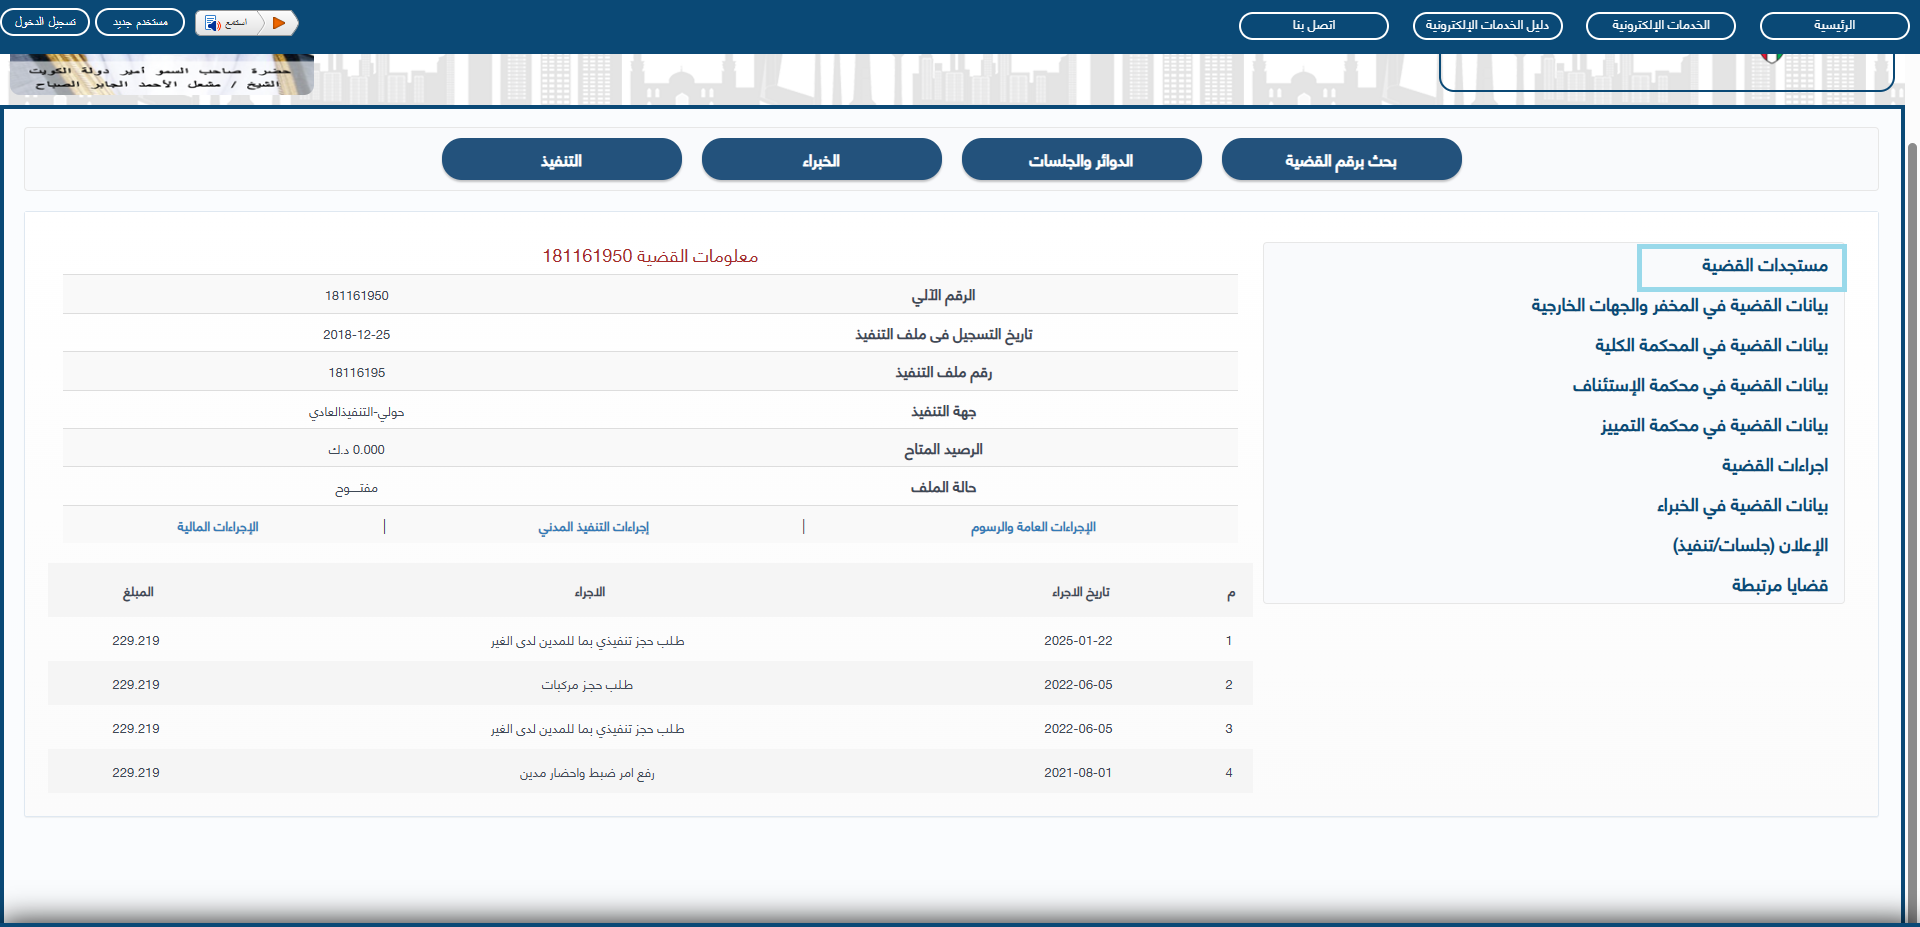 الرئيسية
الخدمات الإلكترونية
دليل الخدمات الإلكترونية
اتصل بنا
استمع
مستخدم جديد
تسجيل الدخول
حضرة صاحب السمو أمير دولة الكويت
الشيخ / مشعل الأحمد الجابر الصباح
بحث برقم القضية
الدوائر والجلسات
الخبراء
التنفيذ
مستجدات القضية
بيانات القضية في المخفر والجهات الخارجية
بيانات القضية في المحكمة الكلية
بيانات القضية في محكمة الإستئناف
بيانات القضية في محكمة التمييز
اجراءات القضية
بيانات القضية في الخبراء
الإعلان (جلسات/تنفيذ)
قضايا مرتبطة
معلومات القضية 181161950
الرقم الآلي 181161950
تاريخ التسجيل فى ملف التنفيذ 2018-12-25
رقم ملف التنفيذ 18116195
جهة التنفيذ حولي-التنفيذالعادي
الرصيد المتاح 0.000 د.ك
حالة الملف مفتـــوح
الإجراءات العامة والرسوم | إجراءات التنفيذ المدني | الإجراءات المالية
م تاريخ الاجراء الاجراء المبلغ
1 2025-01-22 طلب حجز تنفيذي بما للمدين لدى الغير 229.219
2 2022-06-05 طلب حجز مركبات 229.219
3 2022-06-05 طلب حجز تنفيذي بما للمدين لدى الغير 229.219
4 2021-08-01 رفع امر ضبط واحضار مدين 229.219